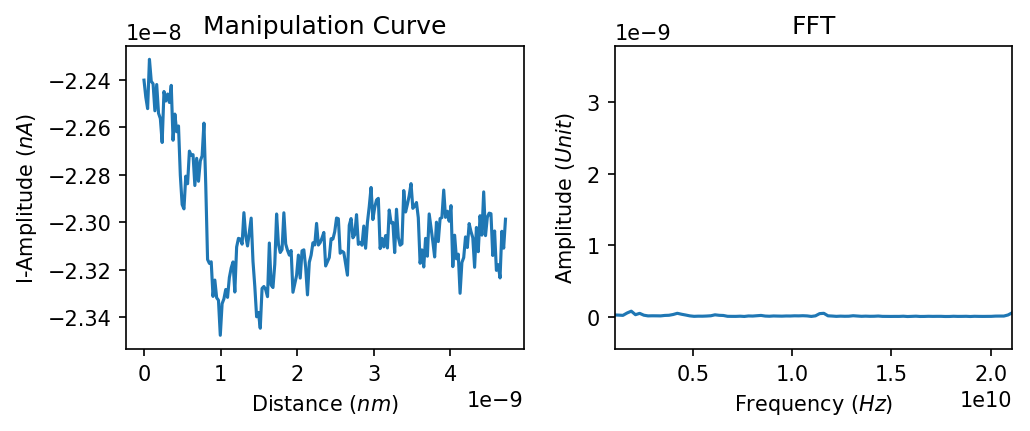 Manipulation Curve
1e−8
−2.24
−2.26
−2.28
−2.30
−2.32
−2.34
I-Amplitude (nA)
0 1 2 3 4
1e−9
Distance (nm)
FFT
1e−9
3
2
1
0
Amplitude (Unit)
0.5 1.0 1.5 2.0
1e10
Frequency (Hz)